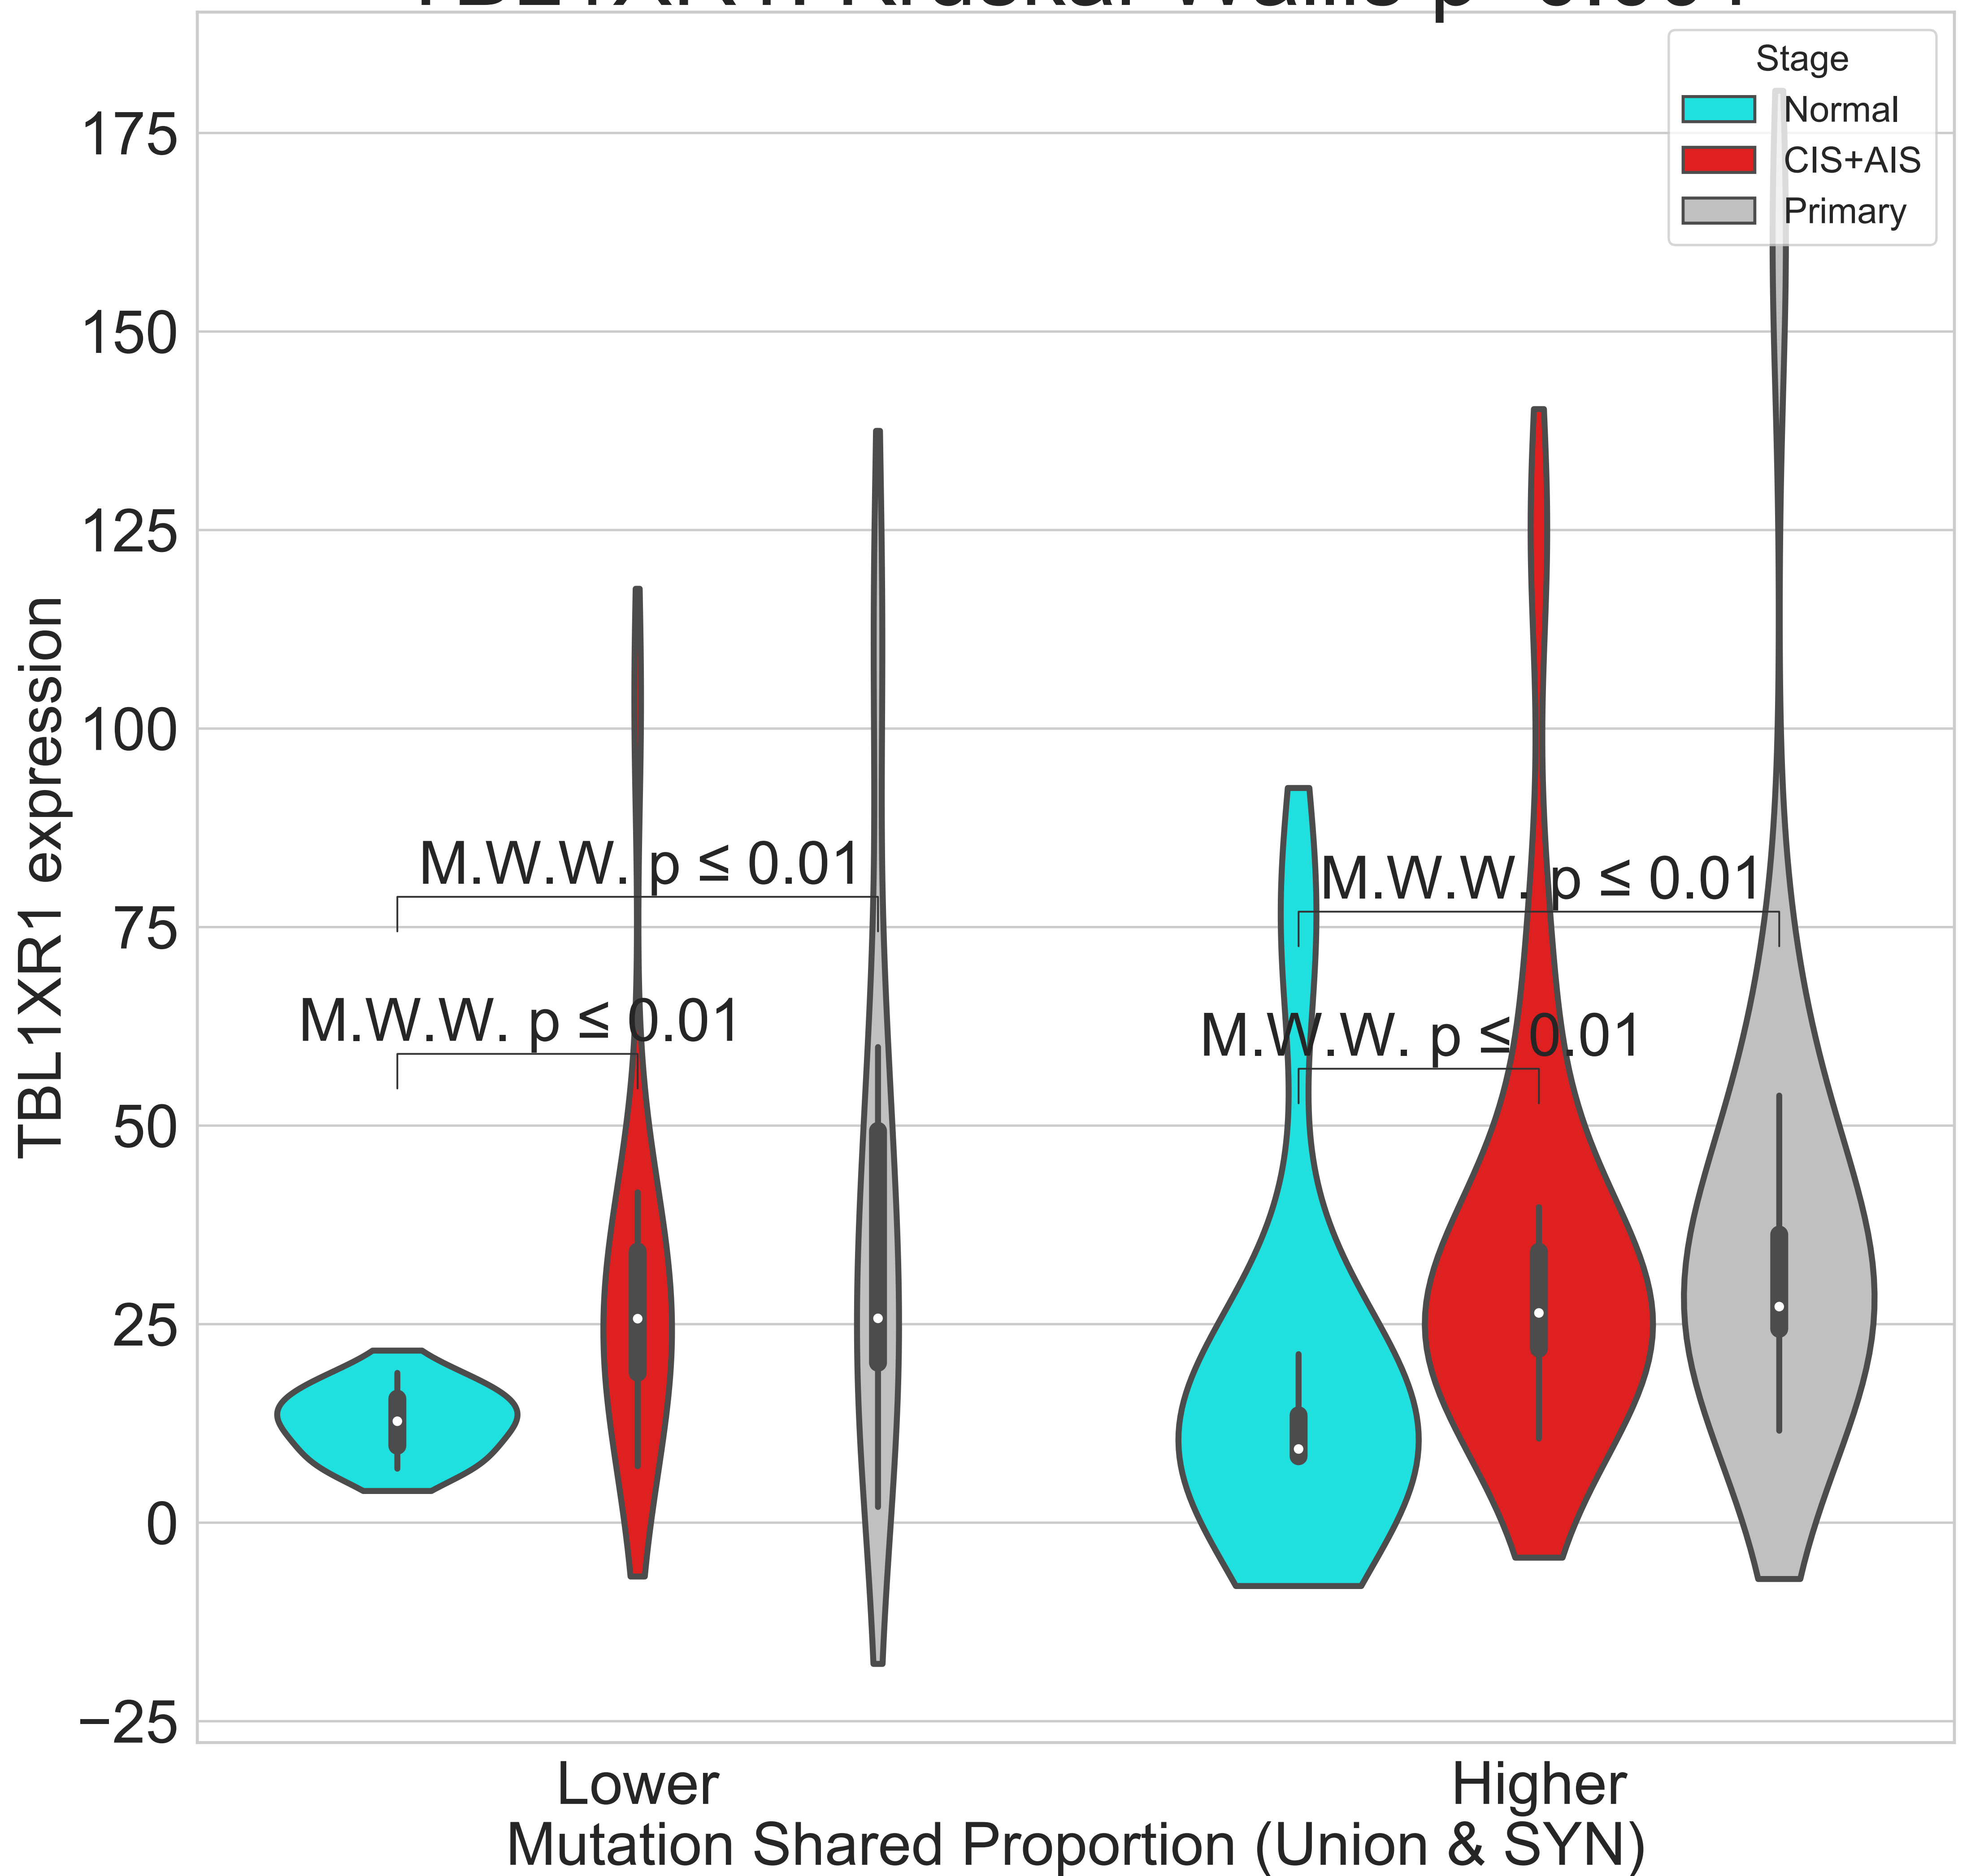 Stage
Normal
CIS+AIS
Primary
175
150
125
100
75
50
25
0
−25
TBL1XR1 expression
M.W.W. p ≤ 0.01
M.W.W. p ≤ 0.01
M.W.W. p ≤ 0.01
M.W.W. p ≤ 0.01
Lower
Higher
Mutation Shared Proportion (Union & SYN)